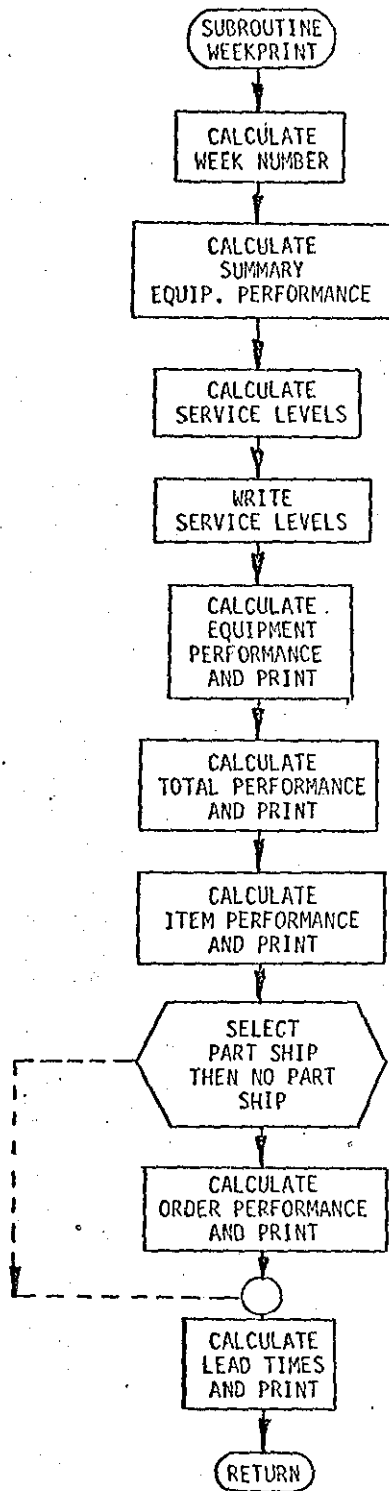 SUBROUTINE
WEEKPRINT
CALCULATE
WEEK NUMBER
CALCULATE
SUMMARY
EQUIP. PERFORMANCE
CALCULATE
SERVICE LEVELS
WRITE
SERVICE LEVELS
CALCULATE
EQUIPMENT
PERFORMANCE
AND PRINT
CALCULATE
TOTAL PERFORMANCE
AND PRINT
CALCULATE
ITEM PERFORMANCE
AND PRINT
SELECT
PART SHIP
THEN NO PART
SHIP
CALCULATE
ORDER PERFORMANCE
AND PRINT
CALCULATE
LEAD TIMES
AND PRINT
RETURN